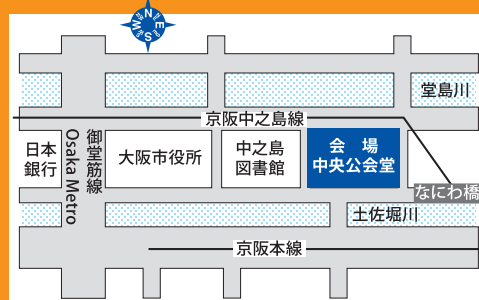 N
E
S
W
堂島川
京阪中之島線
日本
銀行
御堂筋線
Osaka Metro
大阪市役所
中之島
図書館
会 場
中央公会堂
なにわ橋
土佐堀川
京阪本線